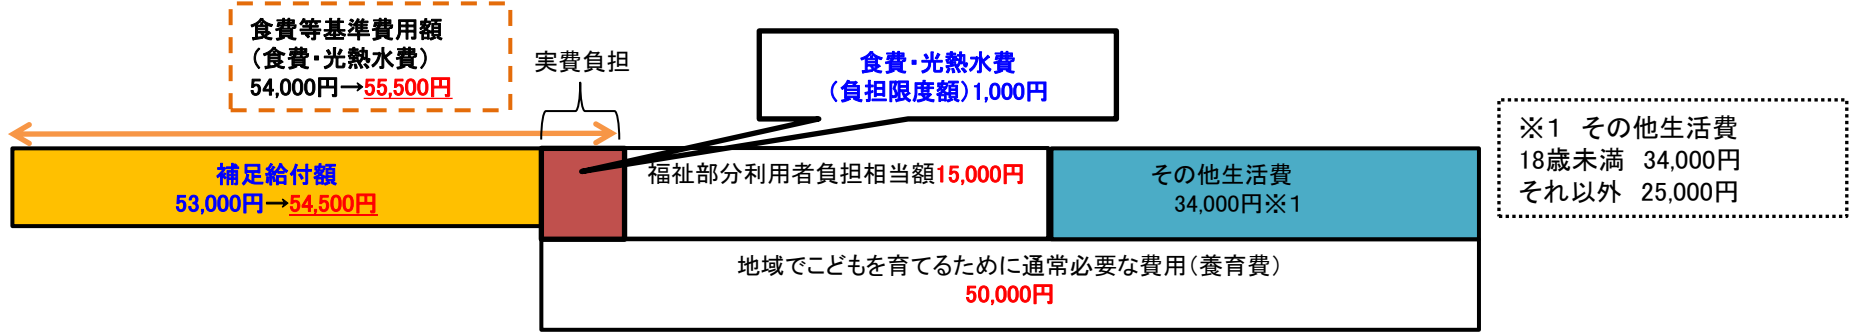 食費等基準費用額
（食費・光熱水費）
54,000円→55,500円
実費負担
食費・光熱水費
（負担限度額）1,000円
補足給付額
53,000円→54,500円
福祉部分利用者負担相当額15,000円
その他生活費
34,000円※1
※1　その他生活費
18歳未満　34,000円
それ以外　25,000円
地域でこどもを育てるために通常必要な費用（養育費）
50,000円